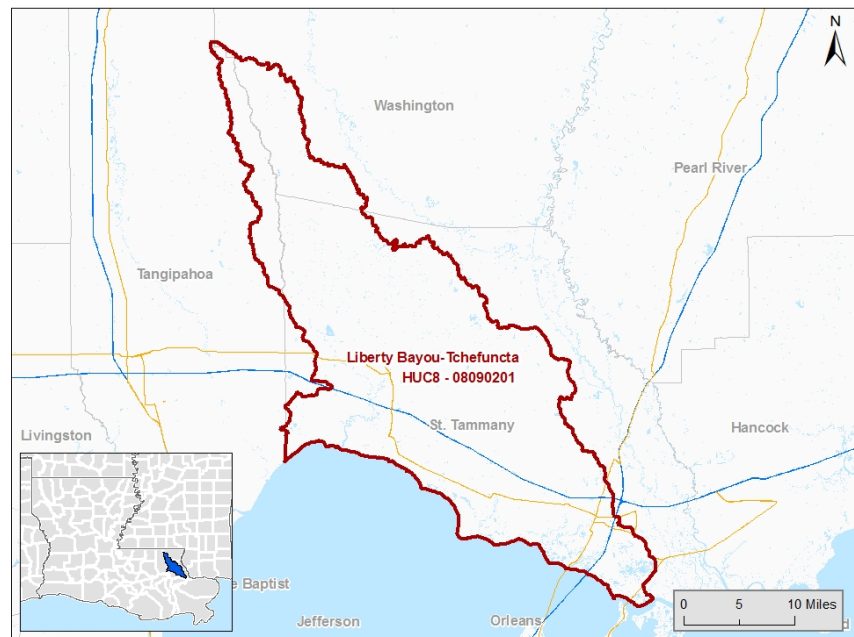 N
Washington
Pearl River
Tangipahoa
Liberty Bayou-Tchefuncta
HUC8 - 08090201
St. Tammany
Hancock
Livingston
e Baptist
Jefferson
Orleans
0 5 10 Miles
d